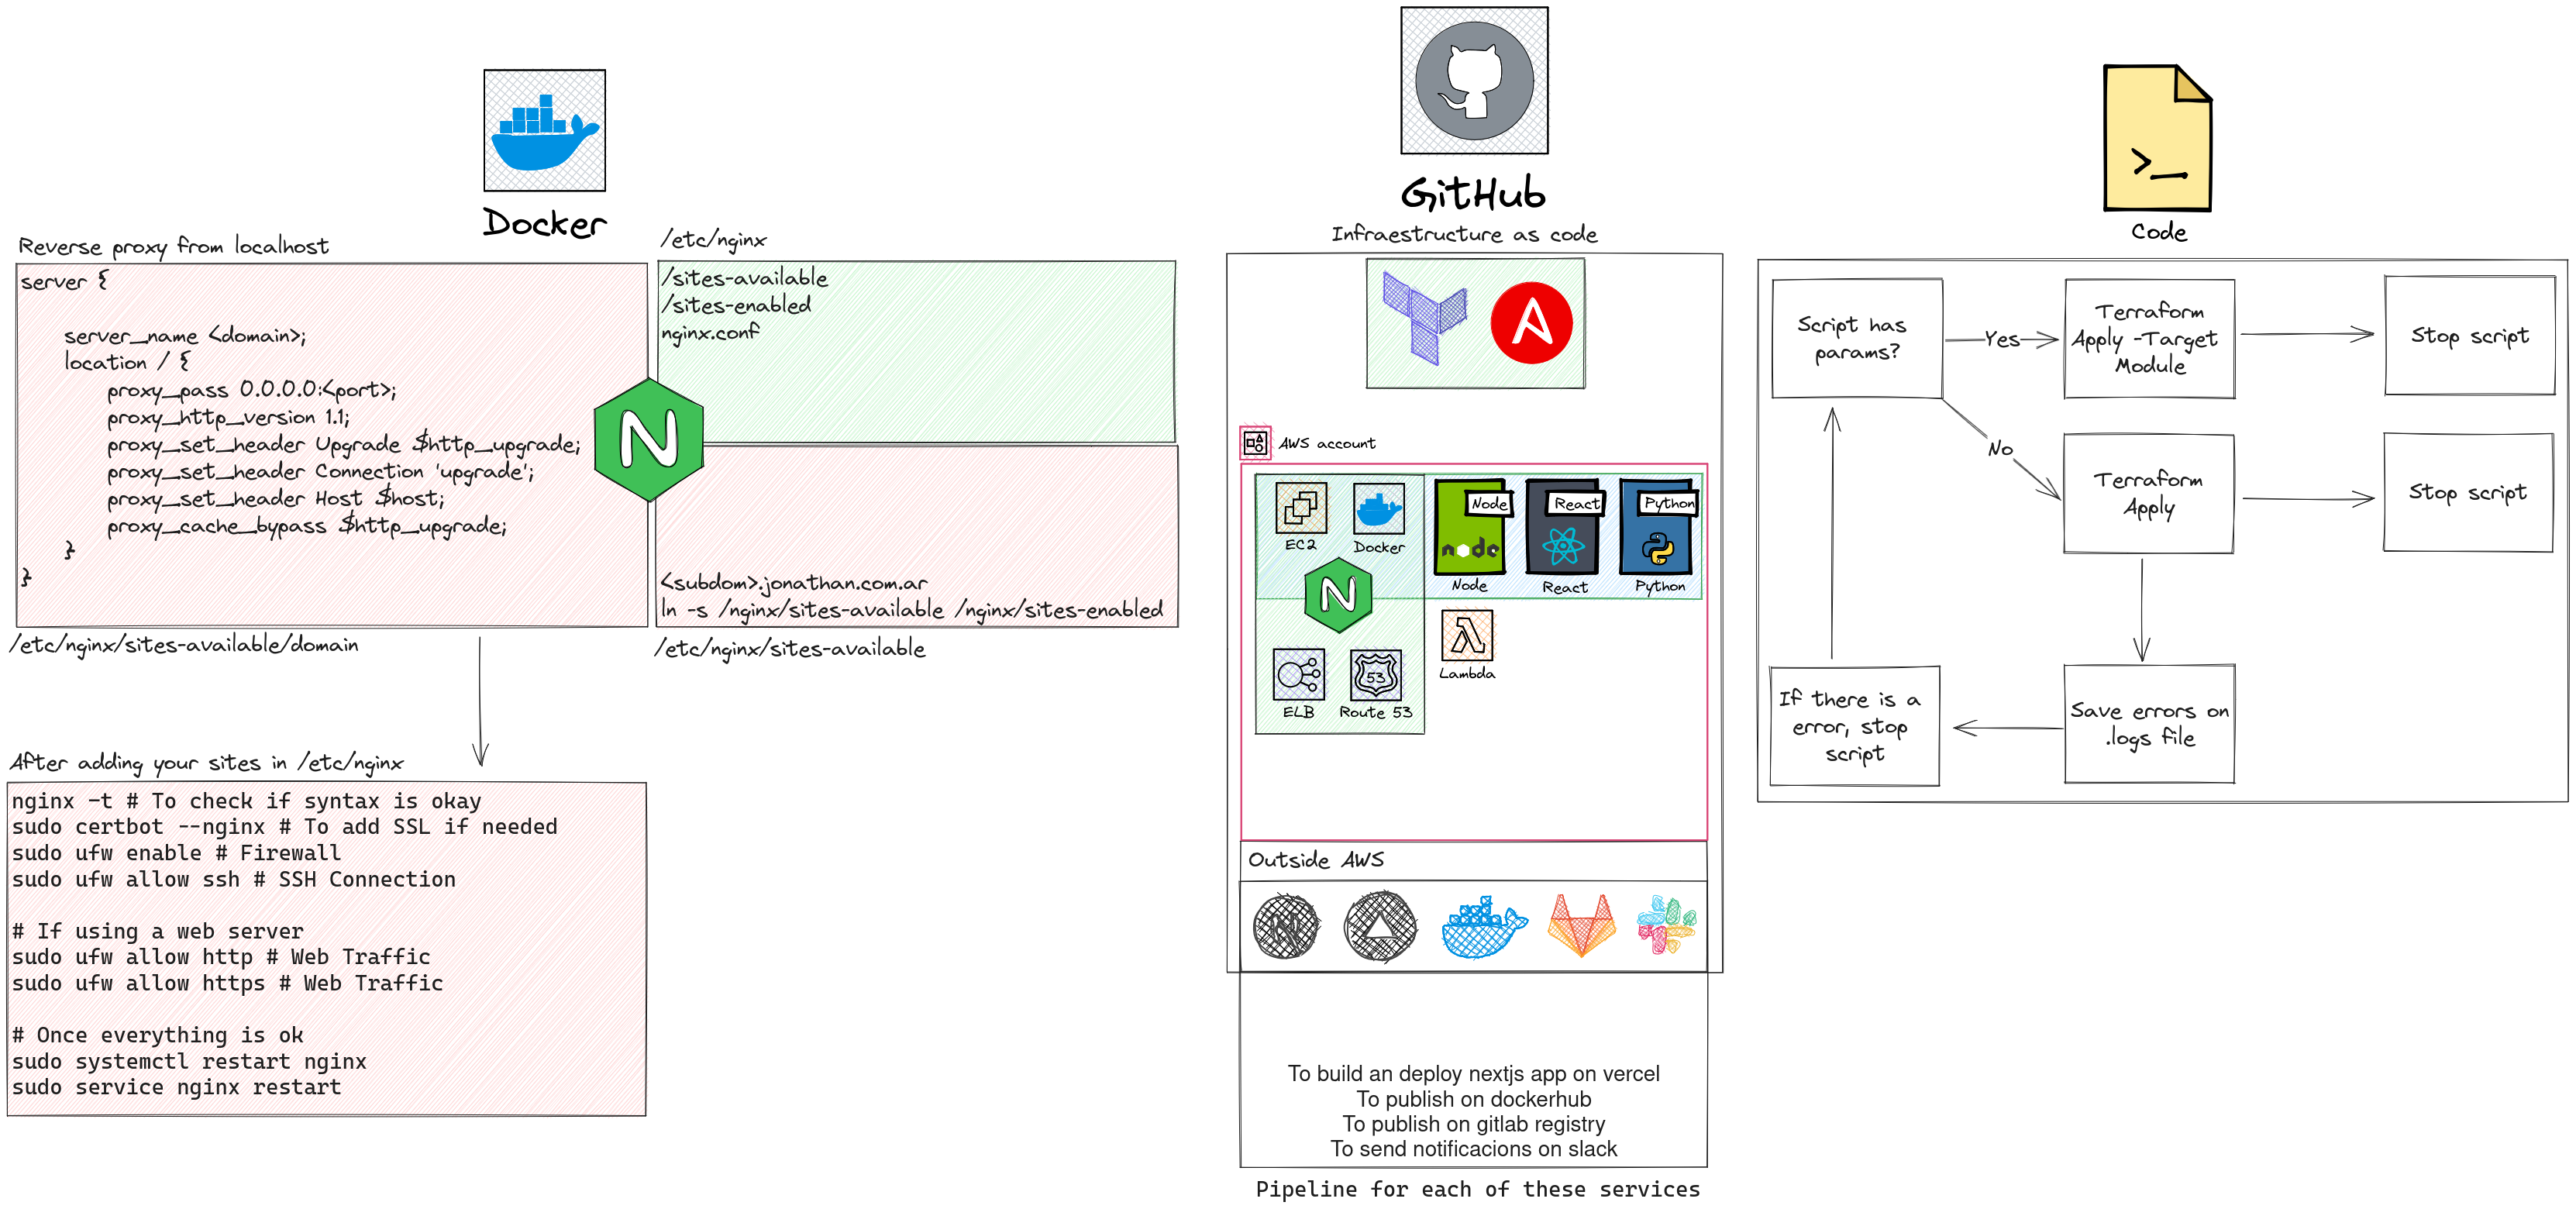 Docker
Reverse proxy from localhost
server {
server_name <domain>;
location / {
proxy_pass 0.0.0.0:<port>;
proxy_http_version 1.1;
proxy_set_header Upgrade $http_upgrade;
proxy_set_header Connection 'upgrade';
proxy_set_header Host $host;
proxy_cache_bypass $http_upgrade;
}
}
/etc/nginx/sites-available/domain
/etc/nginx
/sites-available
/sites-enabled
nginx.conf
N
<subdom>.jonathan.com.ar
ln -s /nginx/sites-available /nginx/sites-enabled
/etc/nginx/sites-available
After adding your sites in /etc/nginx
nginx -t # To check if syntax is okay
sudo certbot --nginx # To add SSL if needed
sudo ufw enable # Firewall
sudo ufw allow ssh # SSH Connection
# If using a web server
sudo ufw allow http # Web Traffic
sudo ufw allow https # Web Traffic
# Once everything is ok
sudo systemctl restart nginx
sudo service nginx restart
GitHub
Infraestructure as code
A
AWS account
EC2
Docker
N
ELB
53
Route 53
Node
node
Node
React
React
Python
Python
Lambda
Outside AWS
N
To build an deploy nextjs app on vercel
To publish on dockerhub
To publish on gitlab registry
To send notificacions on slack
Pipeline for each of these services
>_
Code
Script has
params?
Yes
Terraform
Apply -Target
Module
Stop script
No
Terraform
Apply
Stop script
If there is a
error, stop
script
Save errors on
.logs file